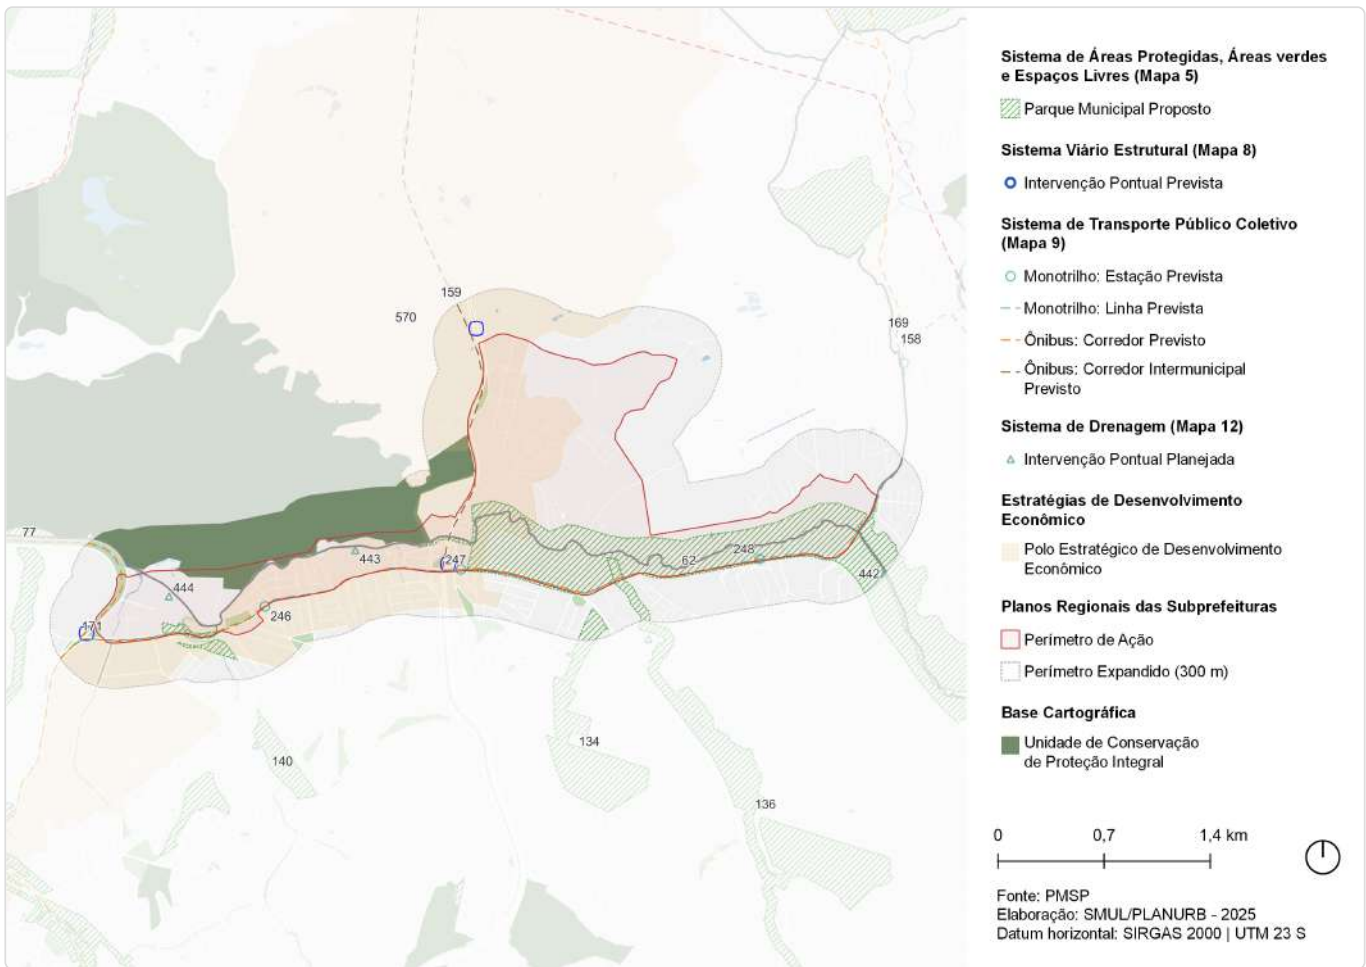 159
570
169
158
77
443
247
62
248
442
444
246
171
134
140
136
Sistema de Áreas Protegidas, Áreas verdes
e Espaços Livres (Mapa 5)
Parque Municipal Proposto
Sistema Viário Estrutural (Mapa 8)
Intervenção Pontual Prevista
Sistema de Transporte Público Coletivo
(Mapa 9)
Monotrilho: Estação Prevista
Monotrilho: Linha Prevista
Ônibus: Corredor Previsto
Ônibus: Corredor Intermunicipal
Previsto
Sistema de Drenagem (Mapa 12)
Intervenção Pontual Planejada
Estratégias de Desenvolvimento
Econômico
Polo Estratégico de Desenvolvimento
Econômico
Planos Regionais das Subprefeituras
Perímetro de Ação
Perímetro Expandido (300 m)
Base Cartográfica
Unidade de Conservação
de Proteção Integral
0 0,7 1,4 km
Fonte: PMSP
Elaboração: SMUL/PLANURB - 2025
Datum horizontal: SIRGAS 2000 | UTM 23 S